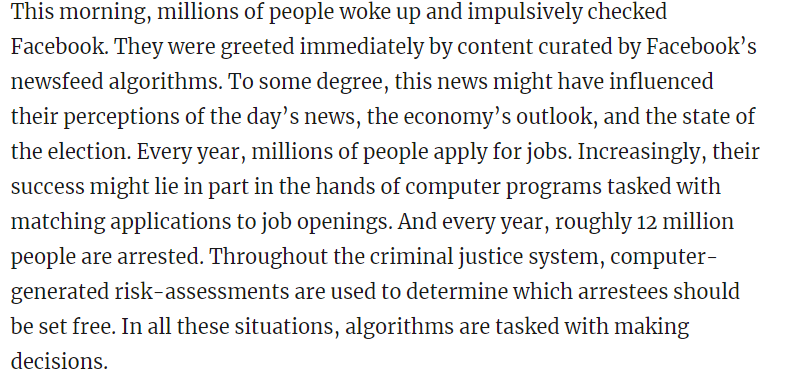 This morning, millions of people woke up and impulsively checked
Facebook. They were greeted immediately by content curated by Facebook’s
newsfeed algorithms. To some degree, this news might have influenced
their perceptions of the day’s news, the economy’s outlook, and the state of
the election. Every year, millions of people apply for jobs. Increasingly, their
success might lie in part in the hands of computer programs tasked with
matching applications to job openings. And every year, roughly 12 million
people are arrested. Throughout the criminal justice system, computer-
generated risk-assessments are used to determine which arrestees should
be set free. In all these situations, algorithms are tasked with making
decisions.